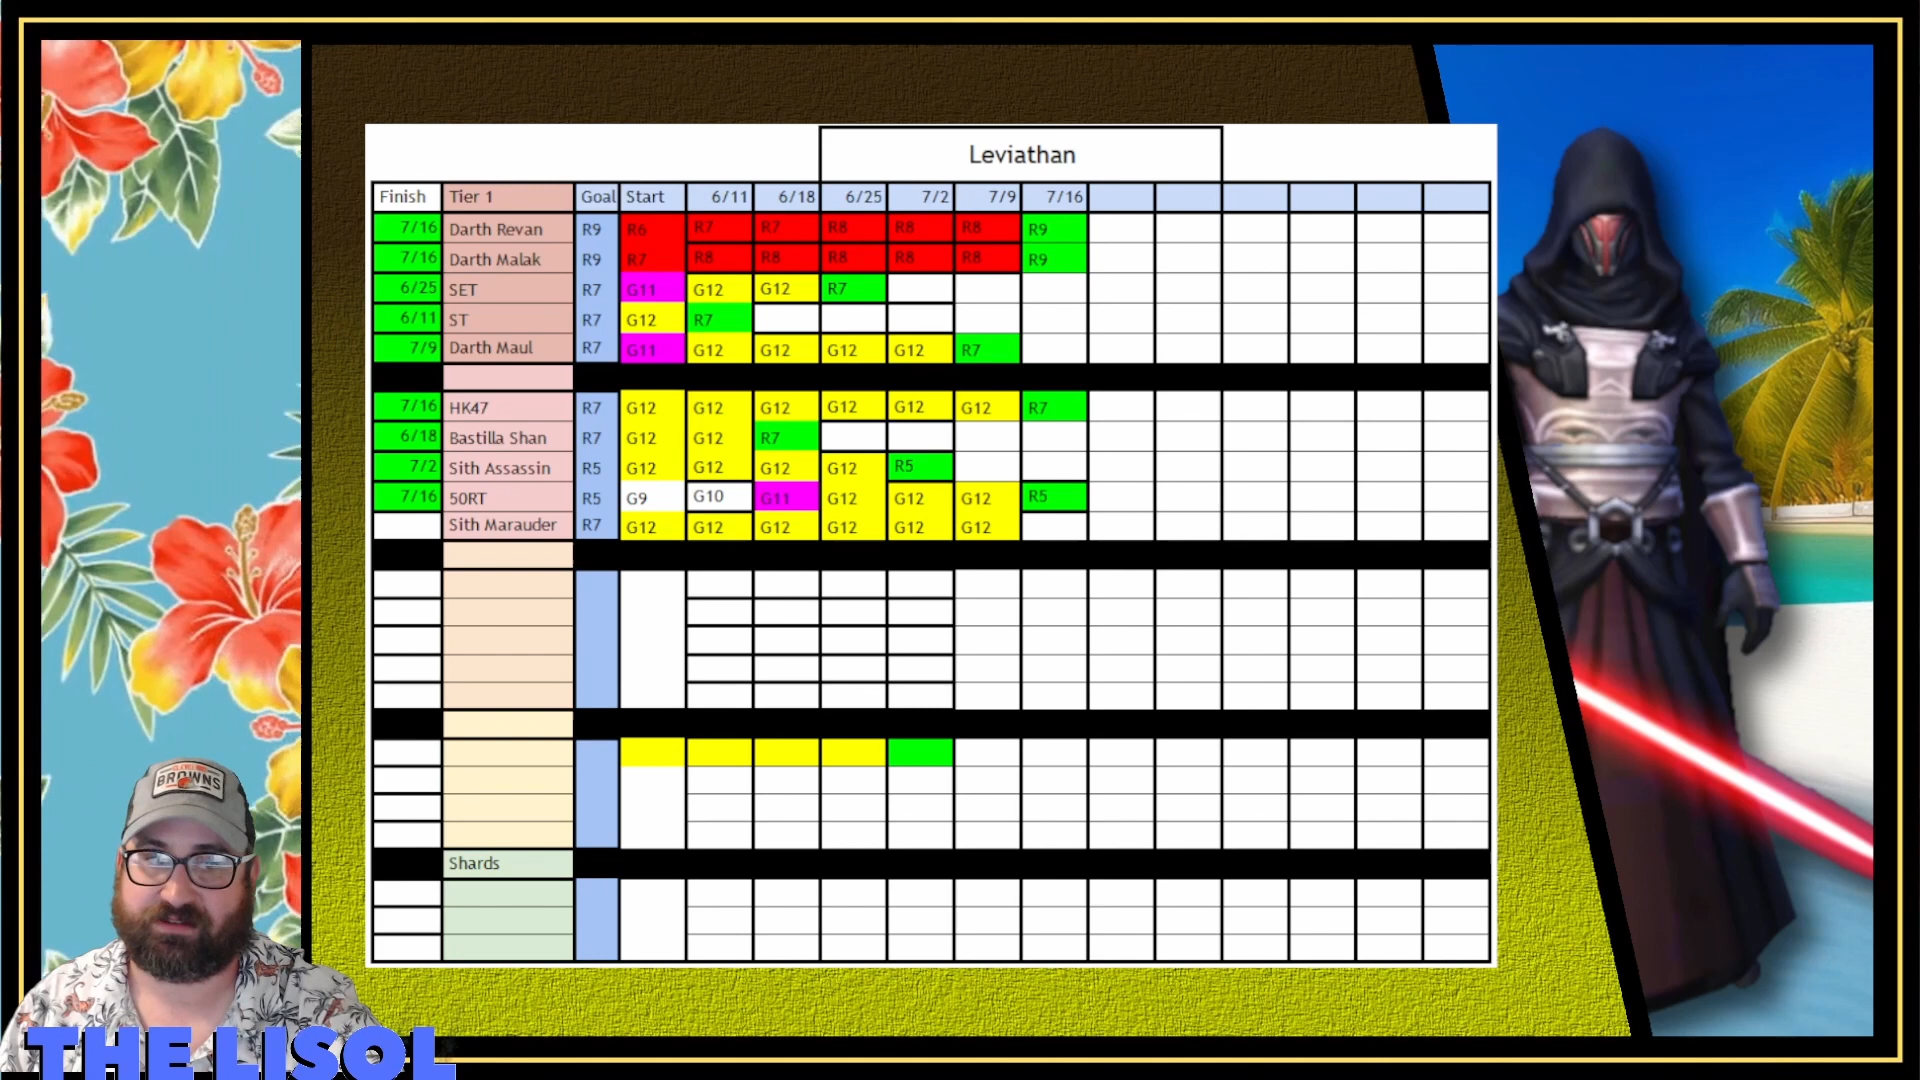 Leviathan
Finish Tier 1 Goal Start 6/11 6/18 6/25 7/2 7/9 7/16
7/16 Darth Revan R9 R6 R7 R7 R8 R8 R8 R9
7/16 Darth Malak R9 R7 R8 R8 R8 R8 R8 R9
6/25 SET R7 G11 G12 G12 R7
6/11 ST R7 G12 R7
7/9 Darth Maul R7 G11 G12 G12 G12 G12 R7
7/16 HK47 R7 G12 G12 G12 G12 G12 G12 R7
6/18 Bastilla Shan R7 G12 G12 R7
7/2 Sith Assassin R5 G12 G12 G12 G12 R5
7/16 50RT R5 G9 G10 G11 G12 G12 G12 R5
Sith Marauder R7 G12 G12 G12 G12 G12 G12
Shards
BROWNS
THE LISOL